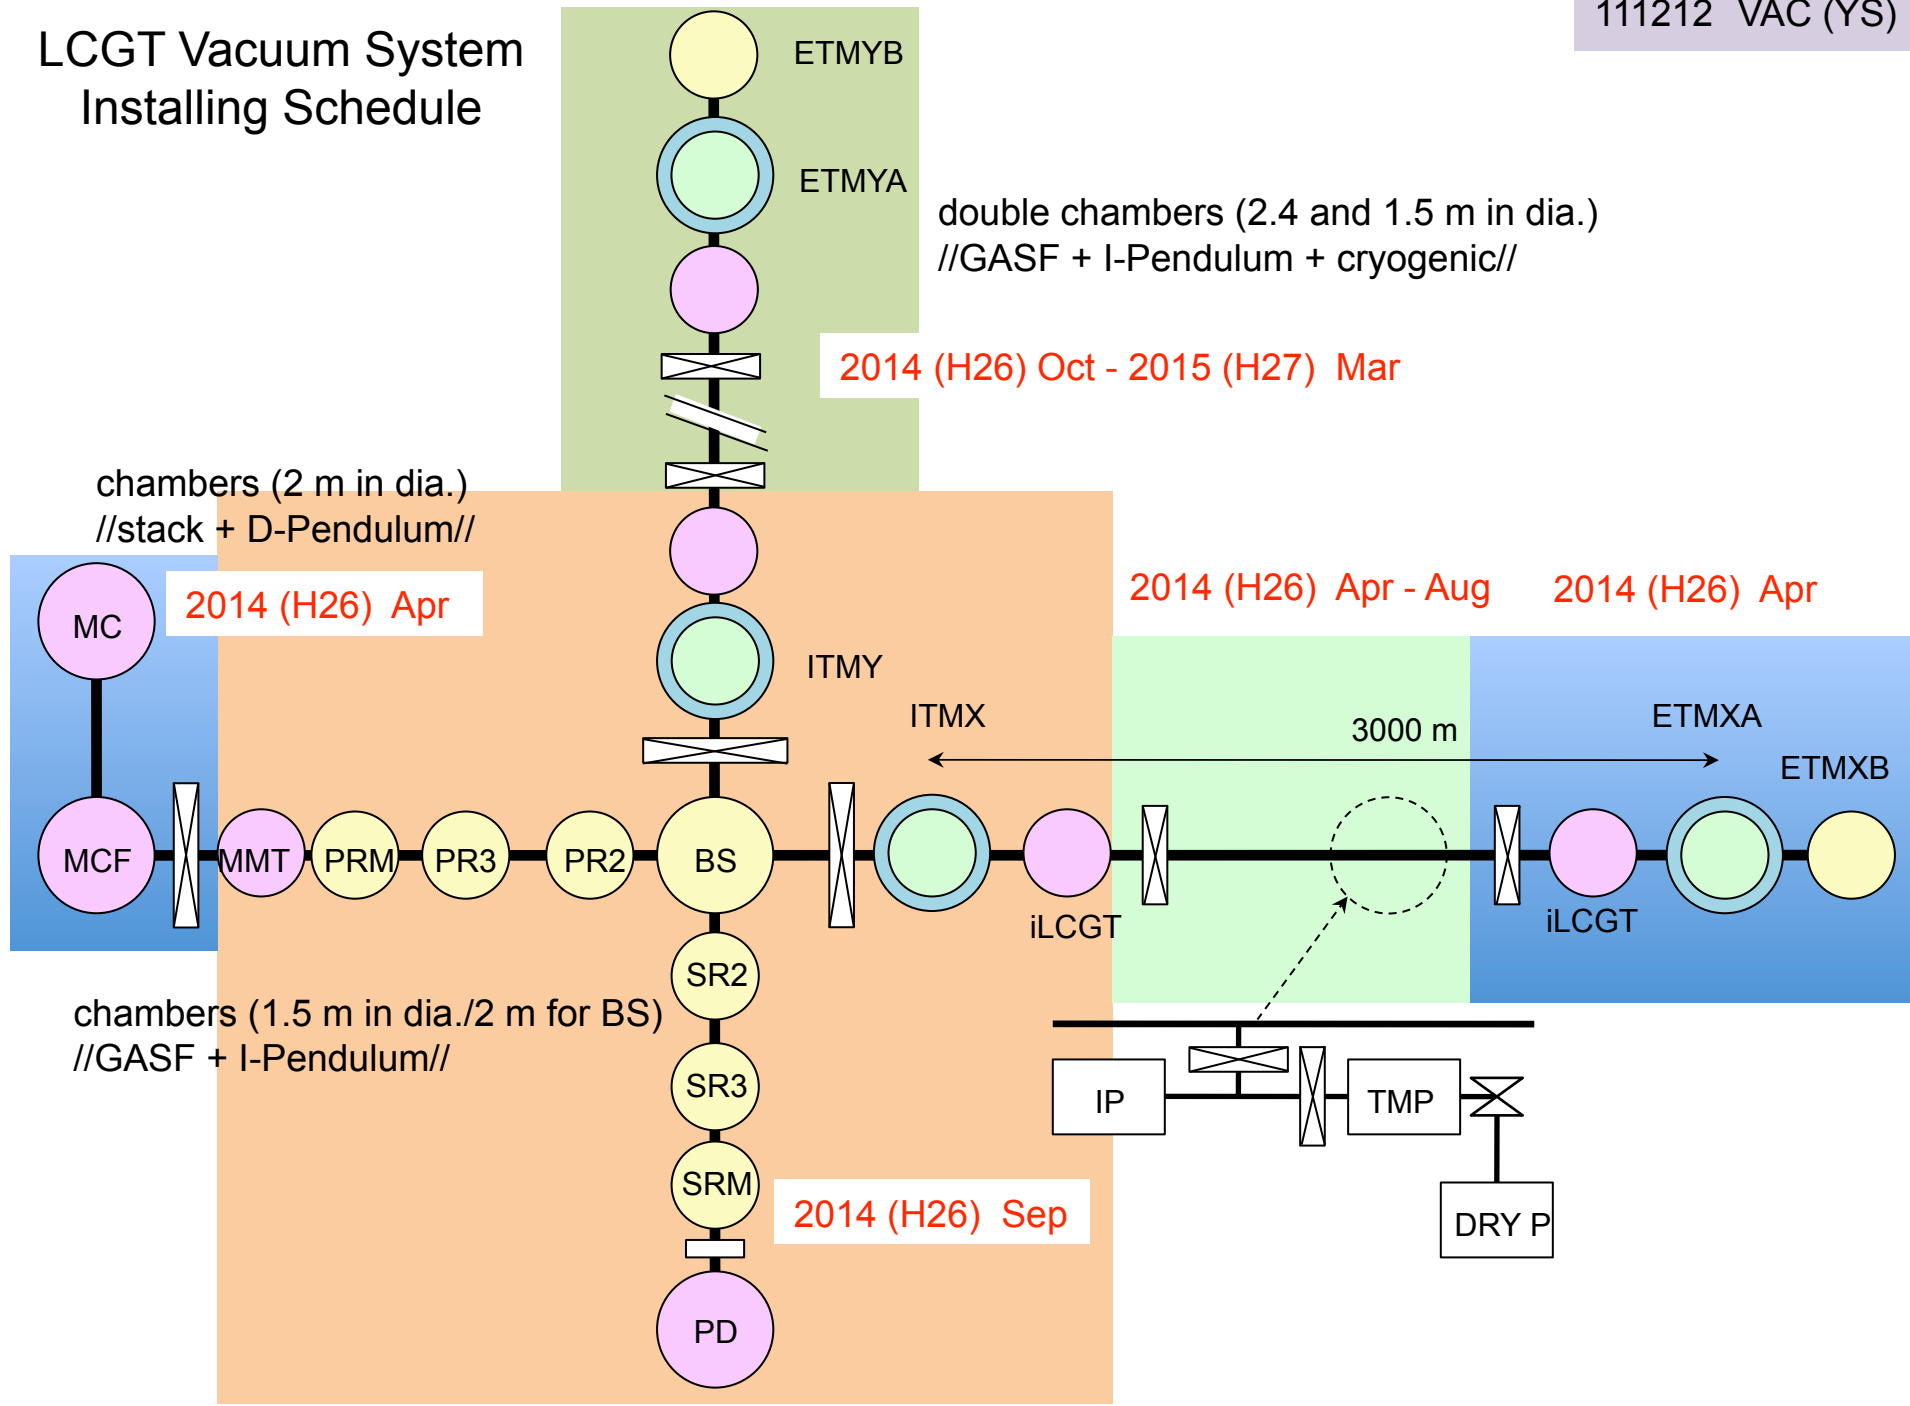 LCGT Vacuum System
Installing Schedule
111212 VAC (YS)
ETMYB
ETMYA
double chambers (2.4 and 1.5 m in dia.)
//GASF + I-Pendulum + cryogenic//
2014 (H26) Oct - 2015 (H27) Mar
chambers (2 m in dia.)
//stack + D-Pendulum//
2014 (H26) Apr
MC
2014 (H26) Apr - Aug
2014 (H26) Apr
ITMY
ITMX
3000 m
ETMXA
ETMXB
MCF
MMT
PRM
PR3
PR2
BS
iLCGT
iLCGT
SR2
chambers (1.5 m in dia./2 m for BS)
//GASF + I-Pendulum//
SR3
IP
TMP
SRM
2014 (H26) Sep
DRY P
PD